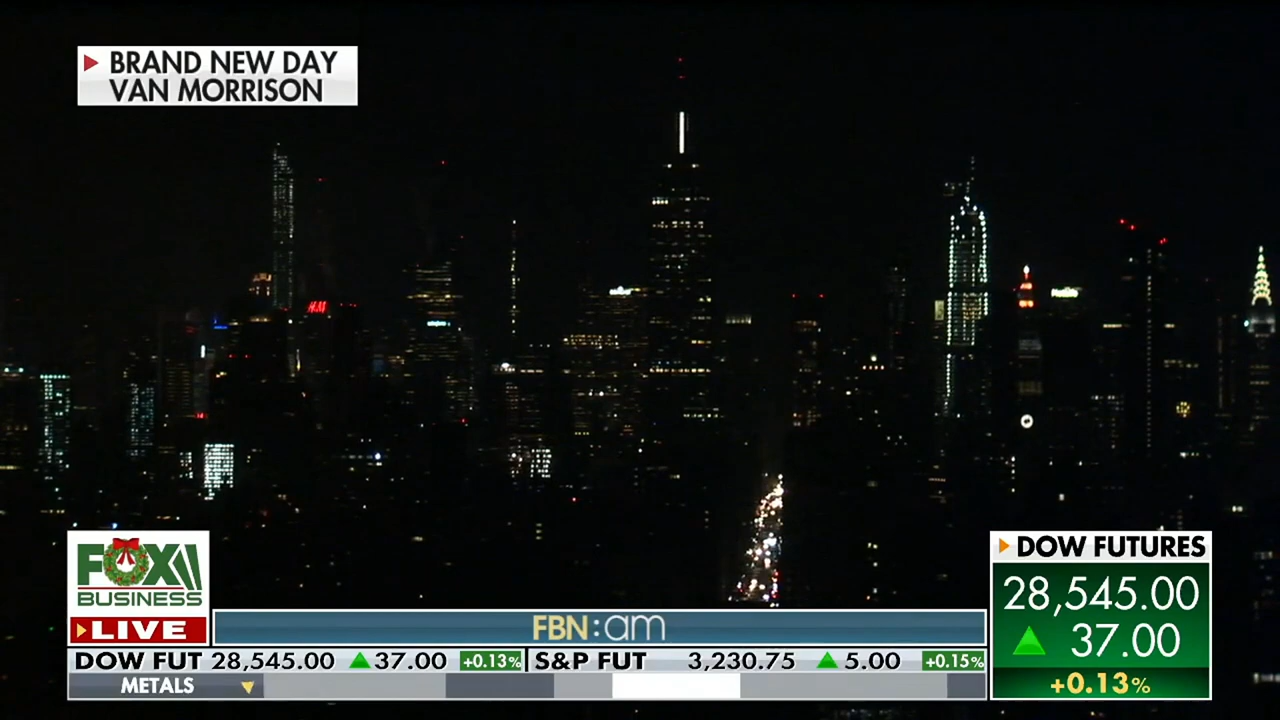 BRAND NEW DAY
VAN MORRISON
H&M
FOX
BUSINESS
LIVE
FBN:am
DOW FUTURES
28,545.00
37.00
+0.13%
DOW FUT 28,545.00 37.00 +0.13% S&P FUT 3,230.75 5.00 +0.15%
METALS